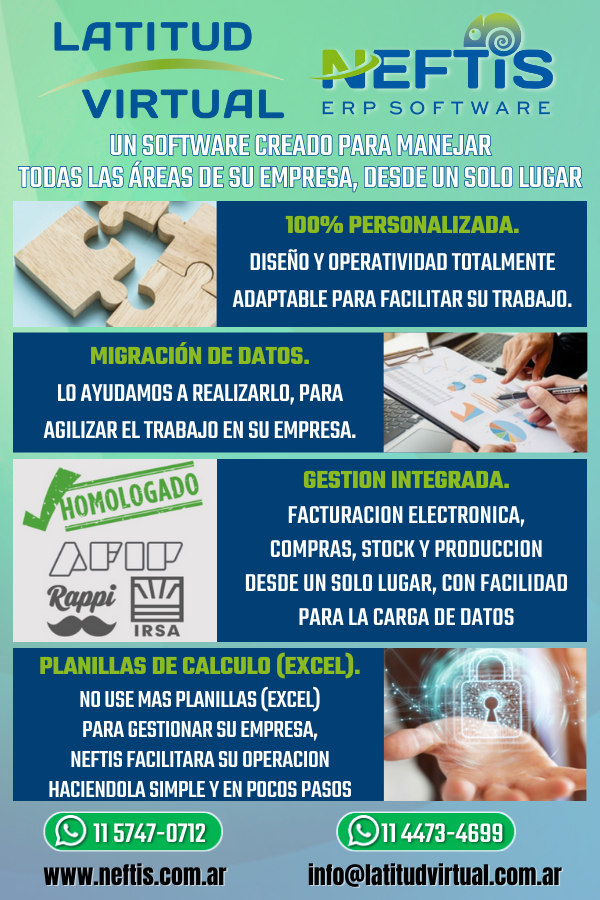 LATITUD
VIRTUAL
NEFTIS
ERP SOFTWARE
UN SOFTWARE CREADO PARA MANEJAR
TODAS LAS ÁREAS DE SU EMPRESA, DESDE UN SOLO LUGAR
100% PERSONALIZADA.
DISEÑO Y OPERATIVIDAD TOTALMENTE
ADAPTABLE PARA FACILITAR SU TRABAJO.
MIGRACIÓN DE DATOS.
LO AYUDAMOS A REALIZARLO, PARA
AGILIZAR EL TRABAJO EN SU EMPRESA.
HOMOLOGADO
AFIP
Rappi
IRSA
GESTION INTEGRADA.
FACTURACION ELECTRONICA,
COMPRAS, STOCK Y PRODUCCION
DESDE UN SOLO LUGAR, CON FACILIDAD
PARA LA CARGA DE DATOS
PLANILLAS DE CALCULO (EXCEL).
NO USE MAS PLANILLAS (EXCEL)
PARA GESTIONAR SU EMPRESA,
NEFTIS FACILITARA SU OPERACION
HACIENDOLA SIMPLE Y EN POCOS PASOS
11 5747-0712
11 4473-4699
www.neftis.com.ar
info@latitudvirtual.com.ar